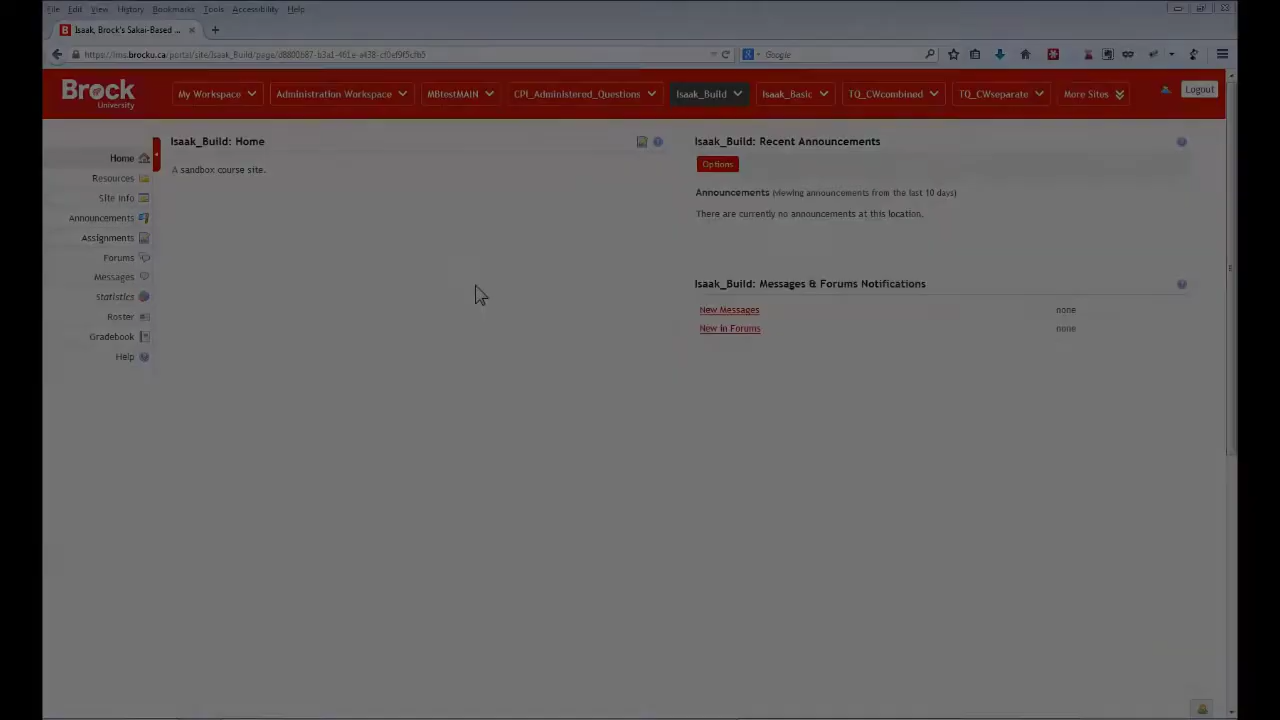 File Edit View History Bookmarks Tools Accessibility Help
Isaak, Brock's Sakai-Based ...
Google
Brock
University
My Workspace
Administration Workspace
MBtestMAIN
CPI_Administered_Questions
Isaak_Build
Isaak_Basic
TQ_CWcombined
TQ_CWseparate
More Sites
Logout
Home
Resources
Site Info
Announcements
Assignments
Forums
Messages
Statistics
Roster
Gradebook
Help
Isaak_Build: Home
A sandbox course site.
Isaak_Build: Recent Announcements
Options
Announcements (viewing announcements from the last 10 days)
There are currently no announcements at this location.
Isaak_Build: Messages & Forums Notifications
New Messages none
New in Forums none